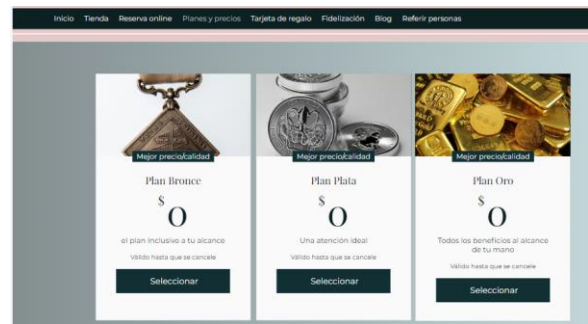 Inicio Tienda Reserva online Planes y precios Tarjeta de regalo Fidelización Blog Referir personas
Mejor precio/calidad
Plan Bronce
$
0
el plan inclusivo a tu alcance
Válido hasta que se cancele
Seleccionar
Mejor precio/calidad
Plan Plata
$
0
Una atención ideal
Válido hasta que se cancele
Seleccionar
Mejor precio/calidad
Plan Oro
$
0
Todos los beneficios al alcance
de tu mano
Válido hasta que se cancele
Seleccionar